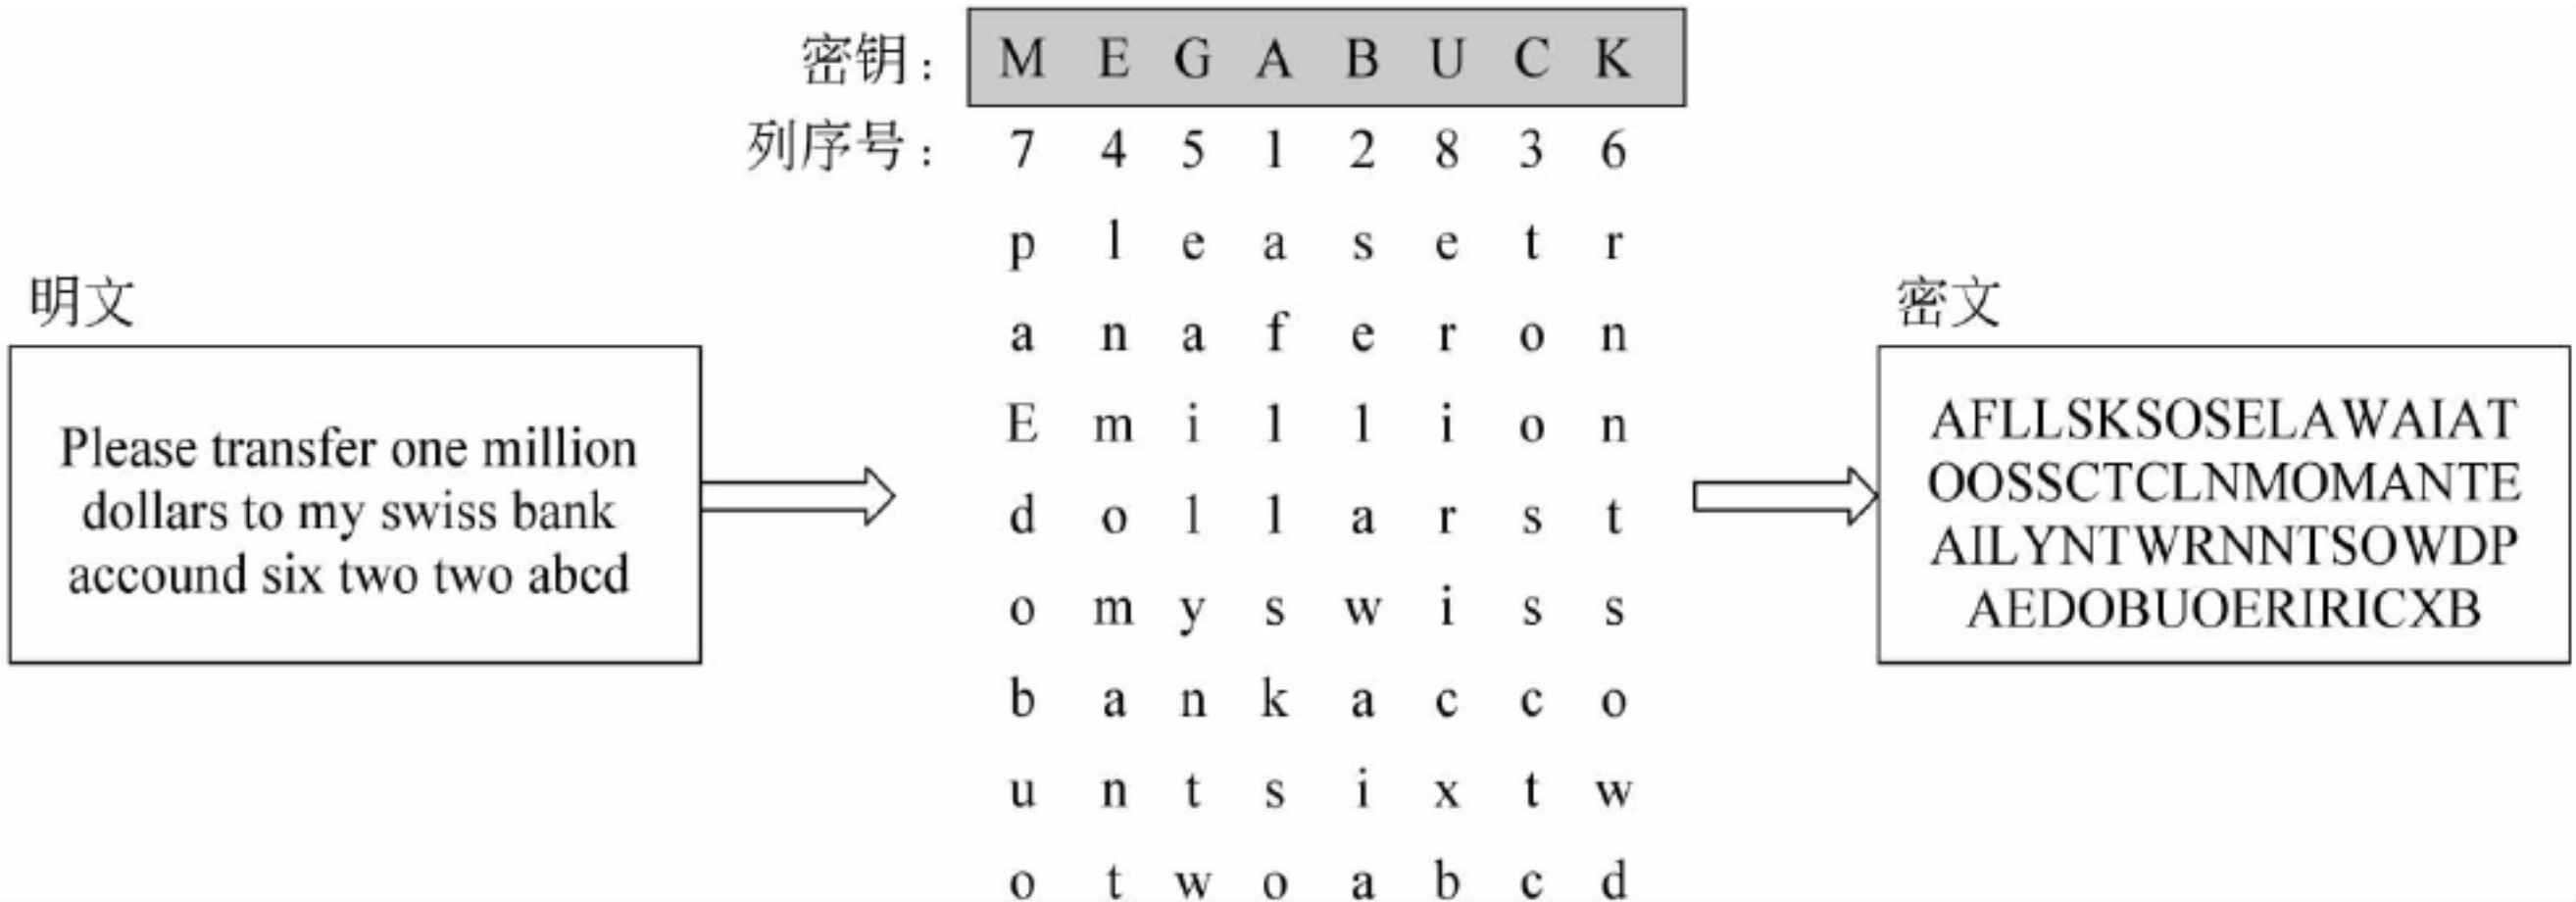 密钥： M E G A B U C K
列序号： 7 4 5 1 2 8 3 6
p l e a s e t r
a n a f e r o n
E m i l l i o n
d o l l a r s t
o m y s w i s s
b a n k a c c o
u n t s i x t w
o t w o a b c d
明文
Please transfer one million
dollars to my swiss bank
accound six two two abcd
密文
AFLLSKSOSELAWAIAT
OOSSCTCLNMOMANTE
AILYNTWRNNTSOWDP
AEDOBUOERIRICXB